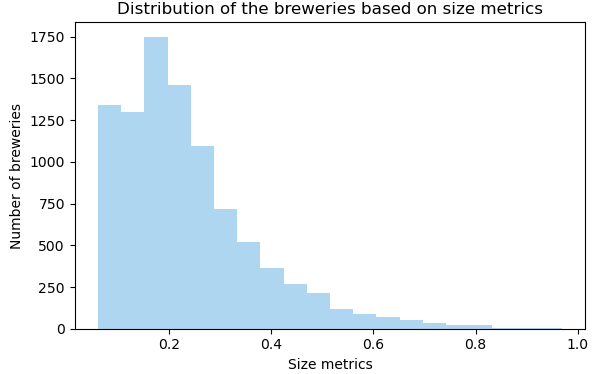 Distribution of the breweries based on size metrics
Number of breweries
1750
1500
1250
1000
750
500
250
0
0.2 0.4 0.6 0.8 1.0
Size metrics